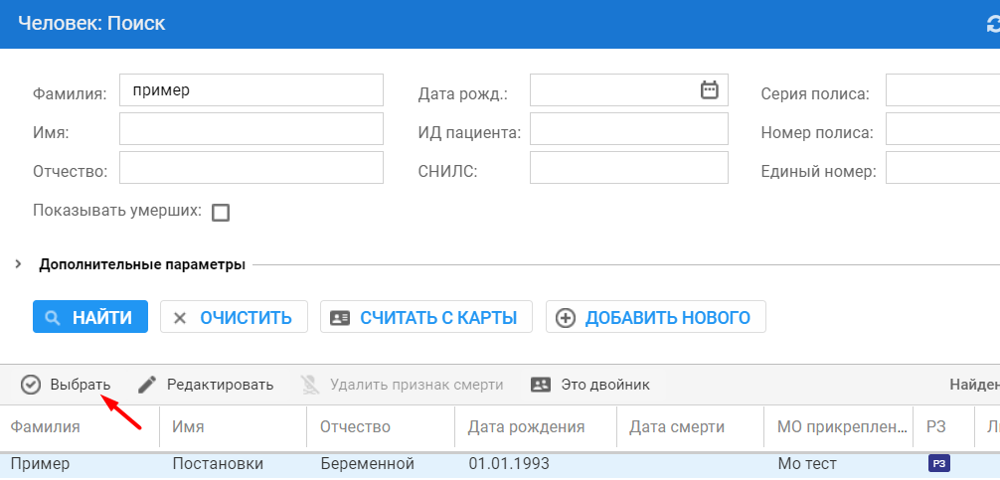 Человек: Поиск
Фамилия: пример Дата рожд.: Серия полиса:
Имя: ИД пациента: Номер полиса:
Отчество: СНИЛС: Единый номер:
Показывать умерших:
Дополнительные параметры
НАЙТИ ОЧИСТИТЬ СЧИТАТЬ С КАРТЫ ДОБАВИТЬ НОВОГО
Выбрать Редактировать Удалить признак смерти Это двойник
Фамилия Имя Отчество Дата рождения Дата смерти МО прикреплен... РЗ
Пример Постановки Беременной 01.01.1993 Мо тест РЗ